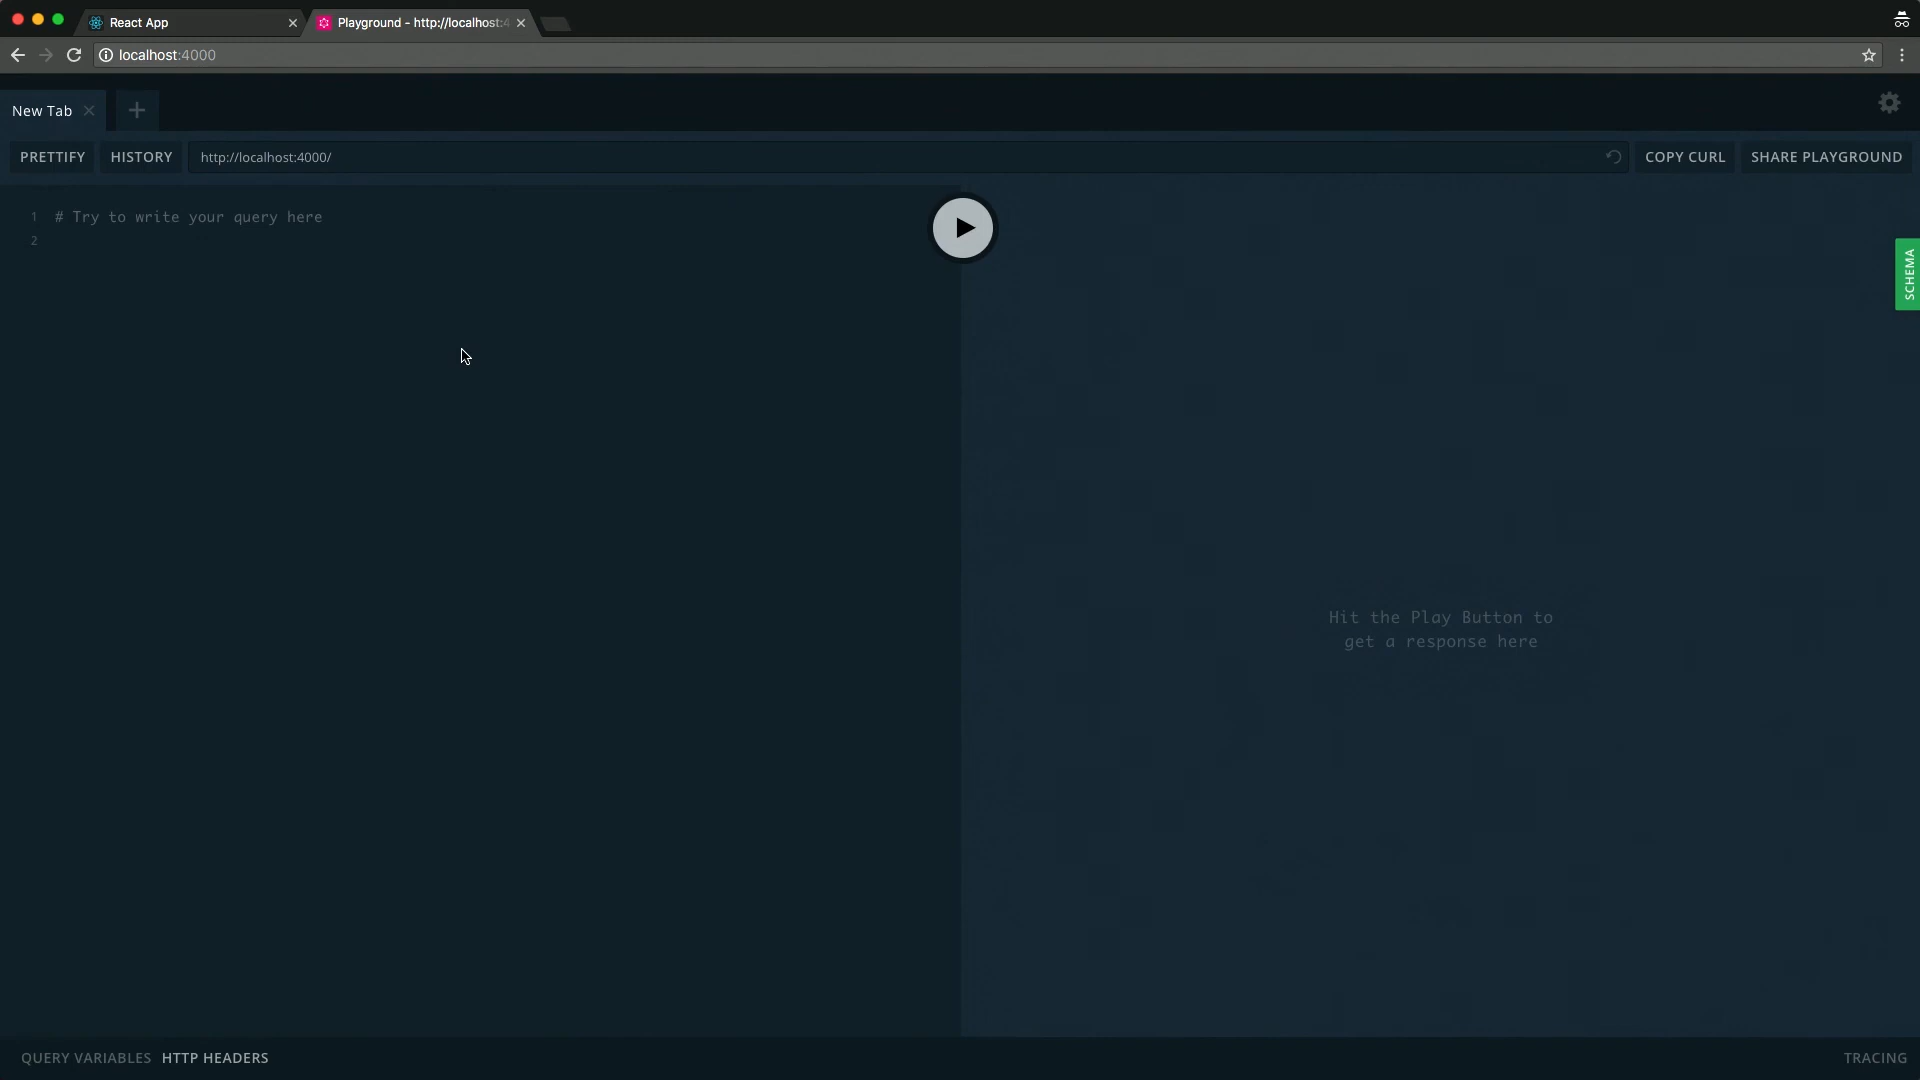 React App
Playground - http://localhost:4
localhost:4000
New Tab
PRETTIFY HISTORY http://localhost:4000/ COPY CURL SHARE PLAYGROUND
1 # Try to write your query here
2
SCHEMA
Hit the Play Button to
get a response here
QUERY VARIABLES HTTP HEADERS TRACING